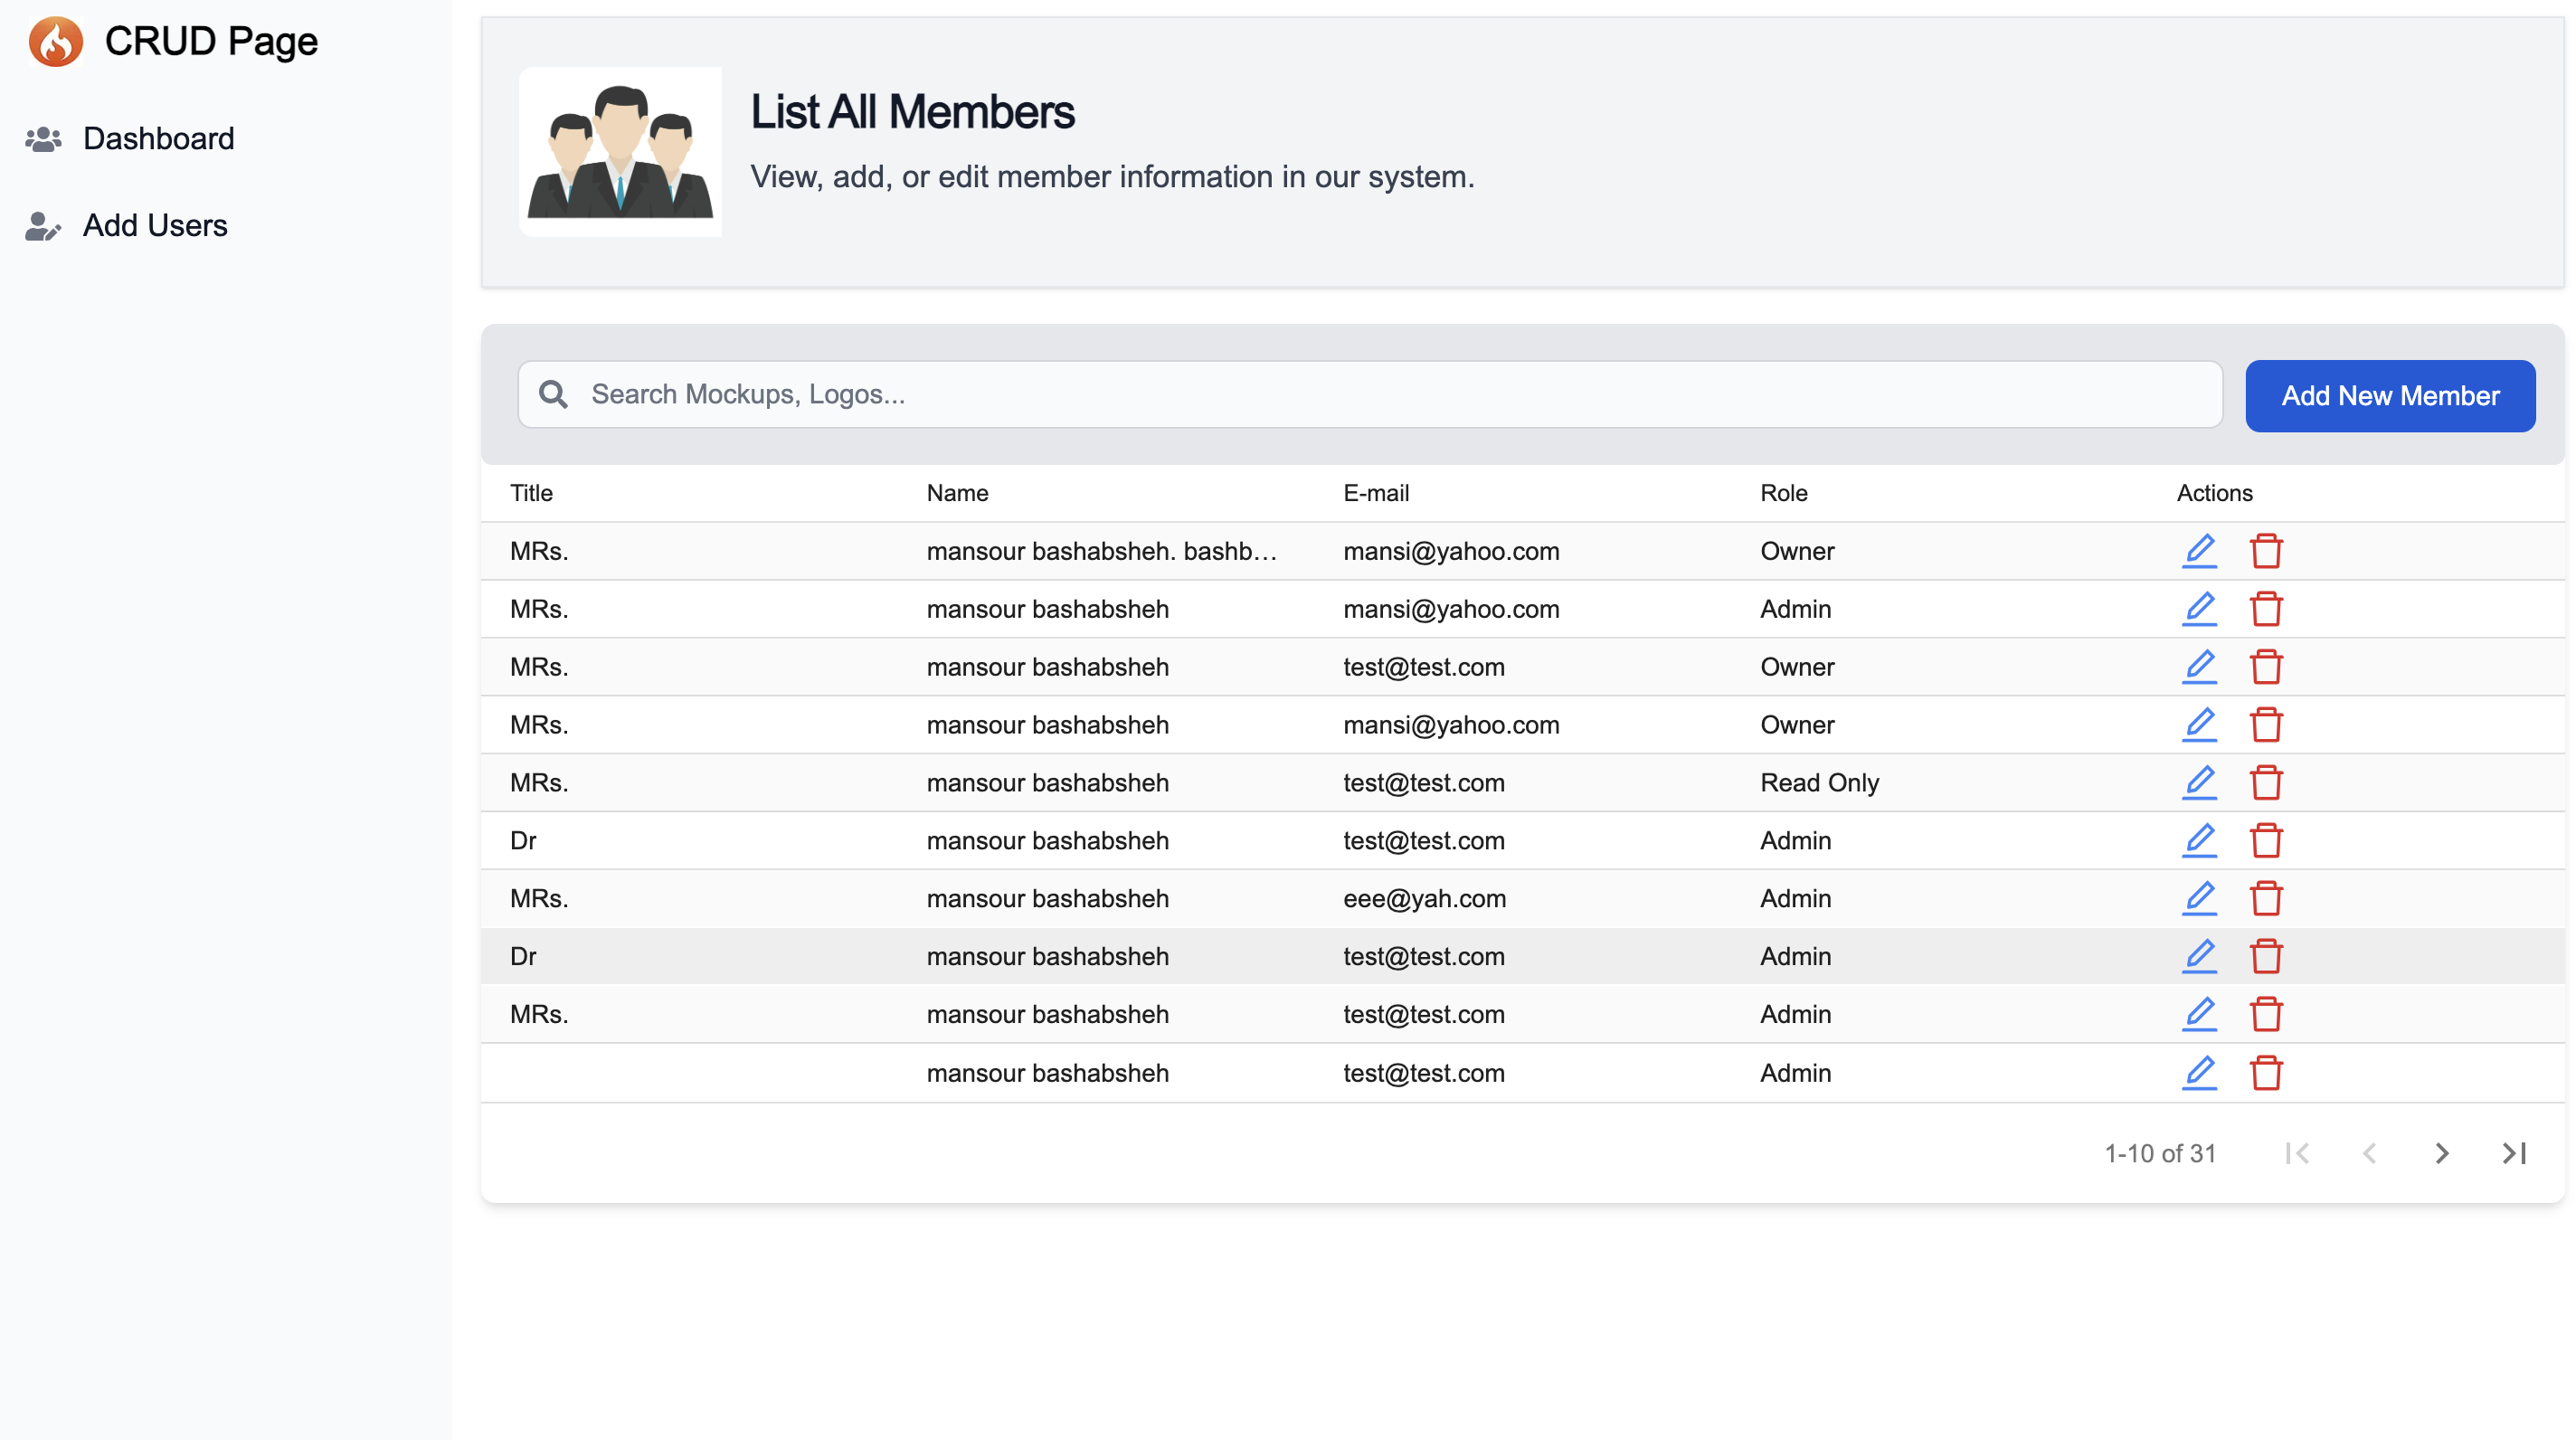 CRUD Page
Dashboard
Add Users
List All Members
View, add, or edit member information in our system.
Search Mockups, Logos...
Add New Member
Title Name E-mail Role Actions
MRs. mansour bashabsheh. bashb… mansi@yahoo.com Owner
MRs. mansour bashabsheh mansi@yahoo.com Admin
MRs. mansour bashabsheh test@test.com Owner
MRs. mansour bashabsheh mansi@yahoo.com Owner
MRs. mansour bashabsheh test@test.com Read Only
Dr mansour bashabsheh test@test.com Admin
MRs. mansour bashabsheh eee@yah.com Admin
Dr mansour bashabsheh test@test.com Admin
MRs. mansour bashabsheh test@test.com Admin
mansour bashabsheh test@test.com Admin
1-10 of 31